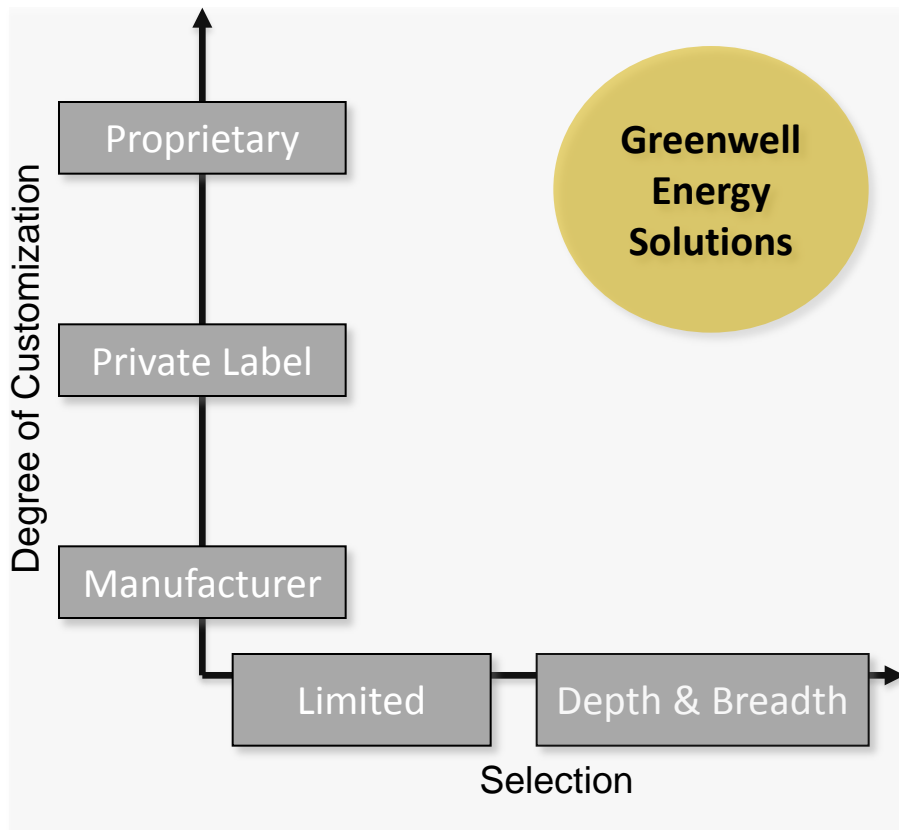 Proprietary
Greenwell
Energy
Solutions
Degree of Customization
Private Label
Manufacturer
Limited
Depth & Breadth
Selection